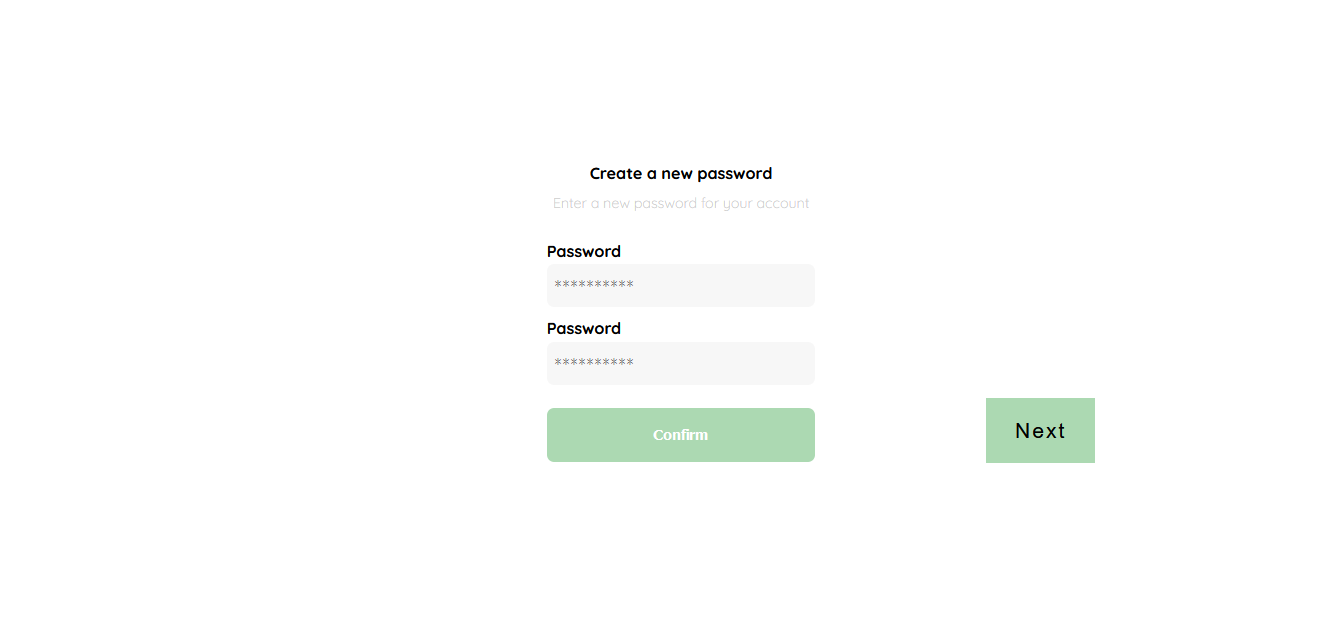 Create a new password
Enter a new password for your account
Password
**********
Password
**********
Confirm
Next